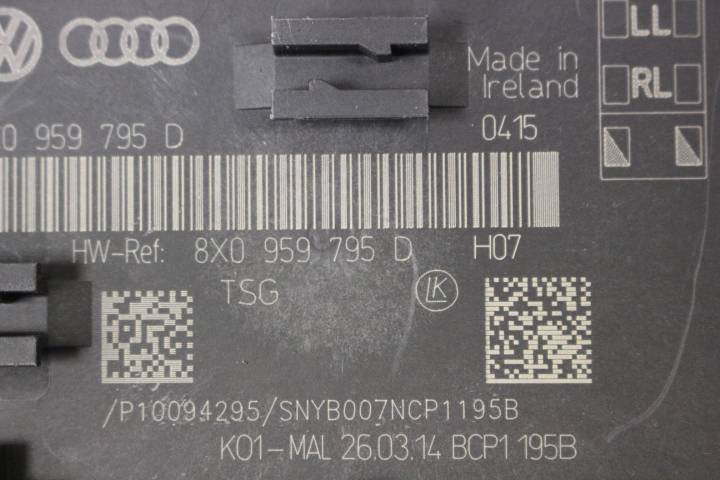 LL
Made in
Ireland
RL
0 959 795 D
0415
HW-Ref: 8X0 959 795 D H07
TSG
LK
/P10094295/SNYB007NCP1195B
K01-MAL 26.03.14 BCP1 195B